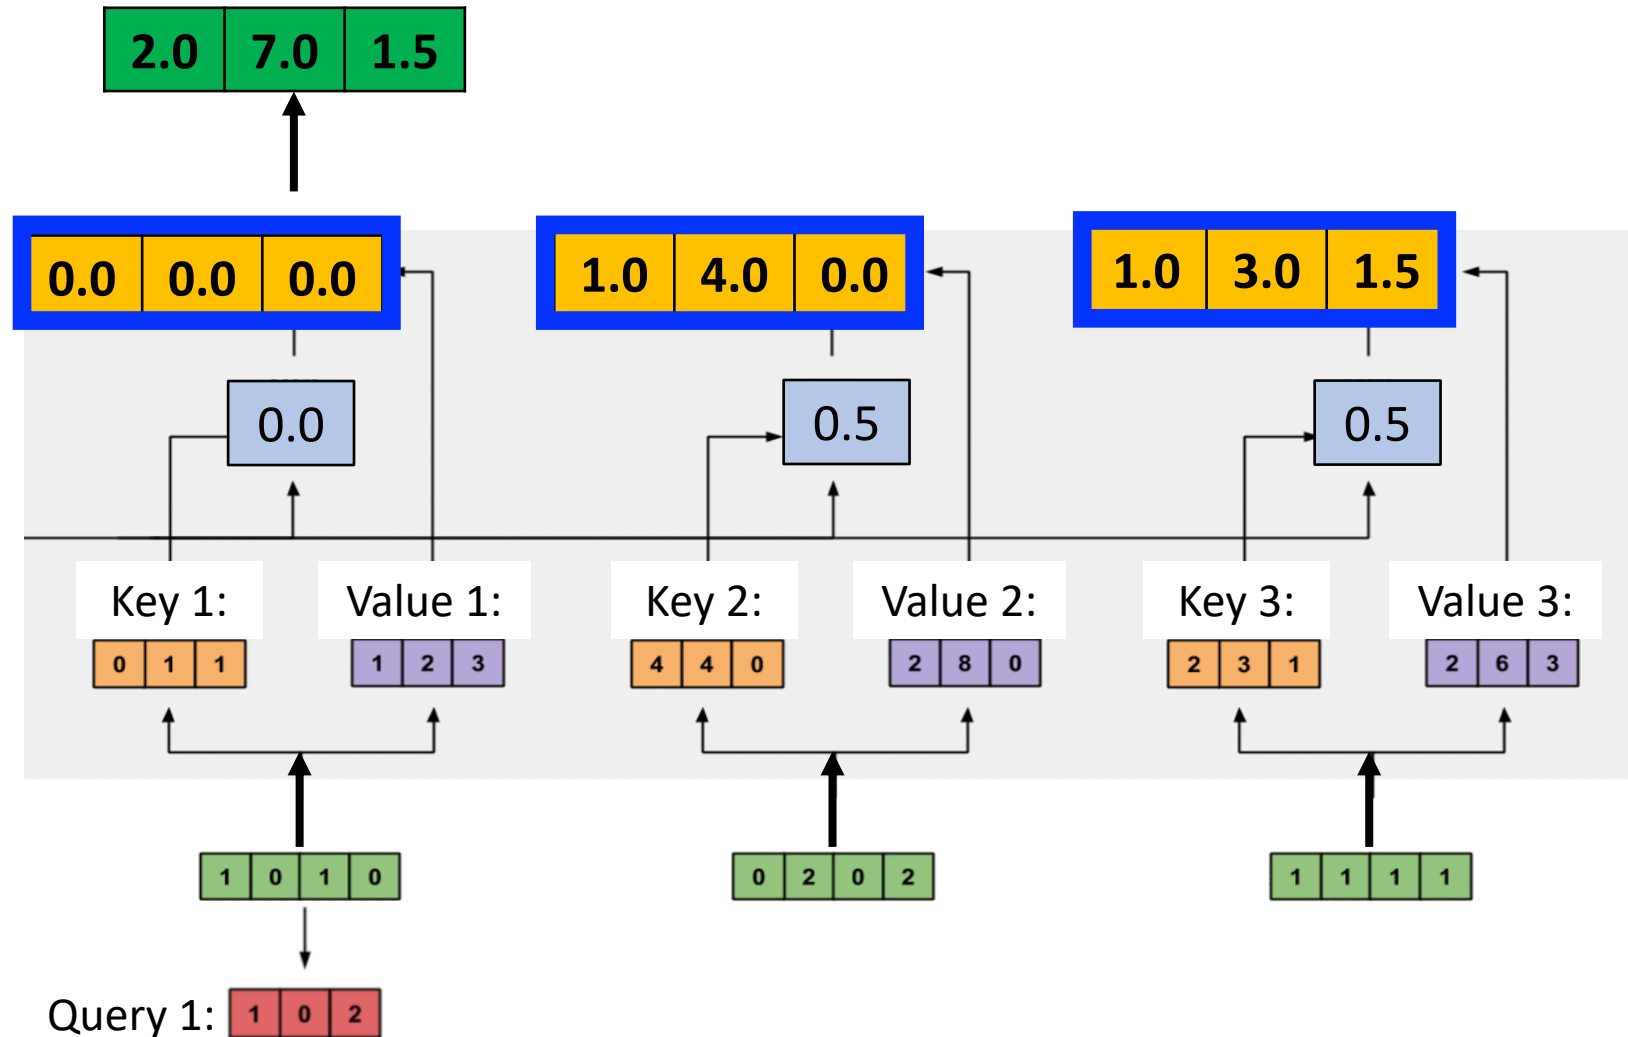 2.0 7.0 1.5
0.0 0.0 0.0 1.0 4.0 0.0 1.0 3.0 1.5
0.0 0.5 0.5
Key 1: Value 1: Key 2: Value 2: Key 3: Value 3:
0 1 1 1 2 3 4 4 0 2 8 0 2 3 1 2 6 3
1 0 1 0 0 2 0 2 1 1 1 1
Query 1: 1 0 2